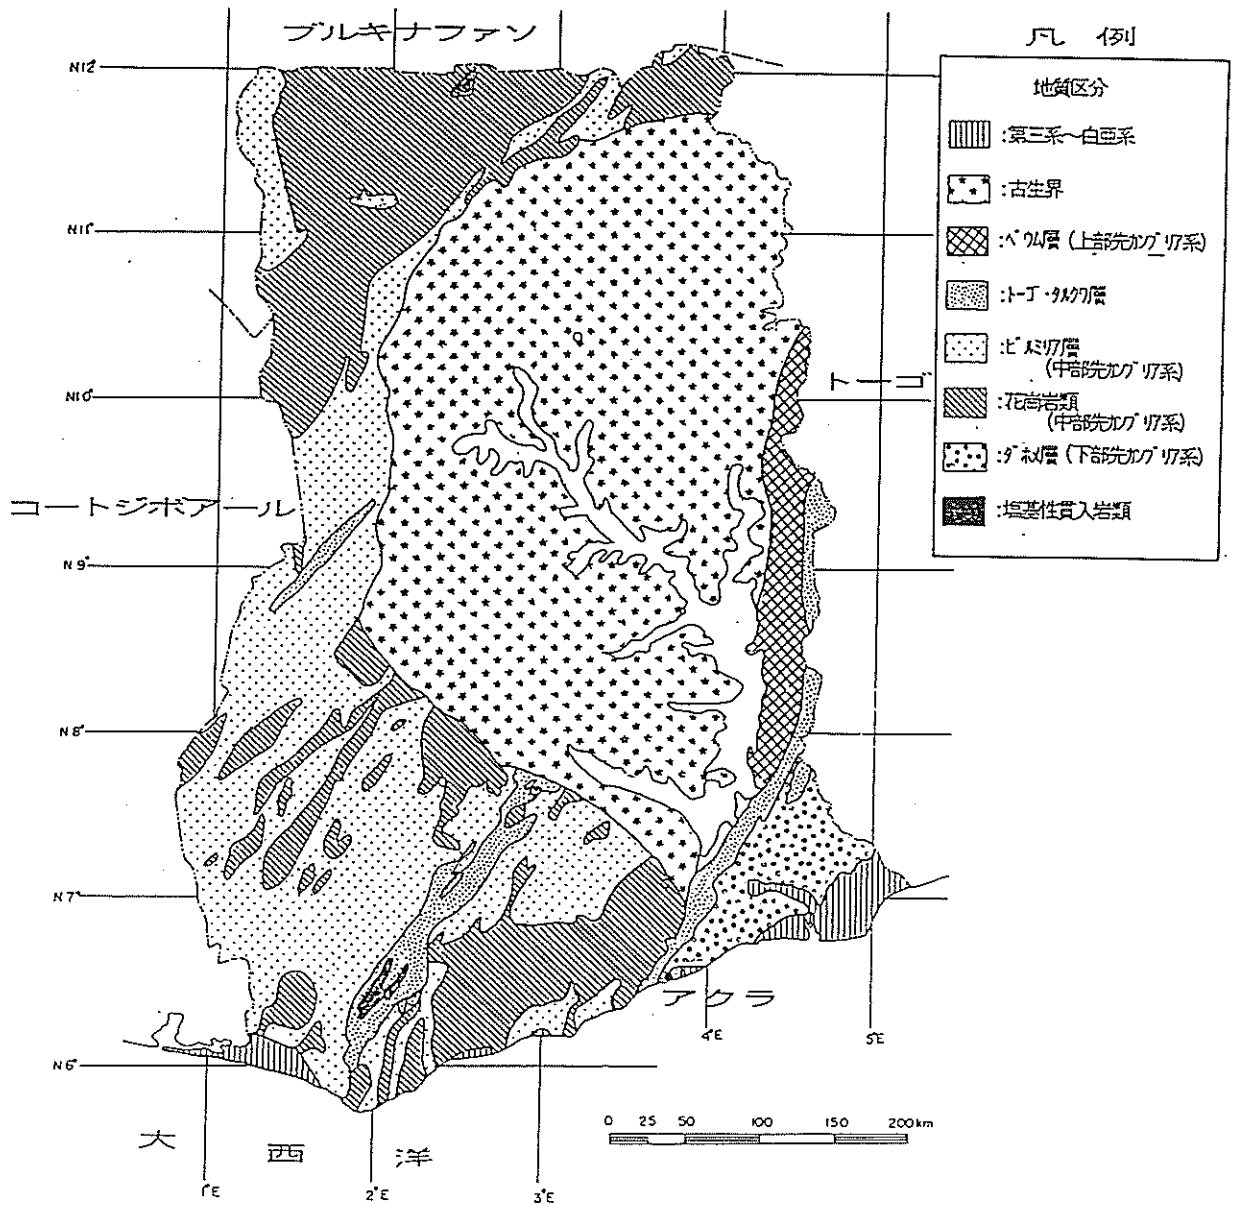 ブルキナファソ
凡 例
地質区分
:第三系～白亜系
:古生界
:ペウム層 (上部先カンブリア系)
:トーゴ・タルクワ層
:ビルミリア層
(中部先カンブリア系)
:花崗岩類
(中部先カンブリア系)
:ダホメ層 (下部先カンブリア系)
:塩基性貫入岩類
N12°
N11°
N10°
トーゴ
コートジボアール
N9°
N8°
N7°
アクラ
4°E
5°E
N6°
0 25 50 100 150 200km
大 西 洋
1°E
2°E
3°E